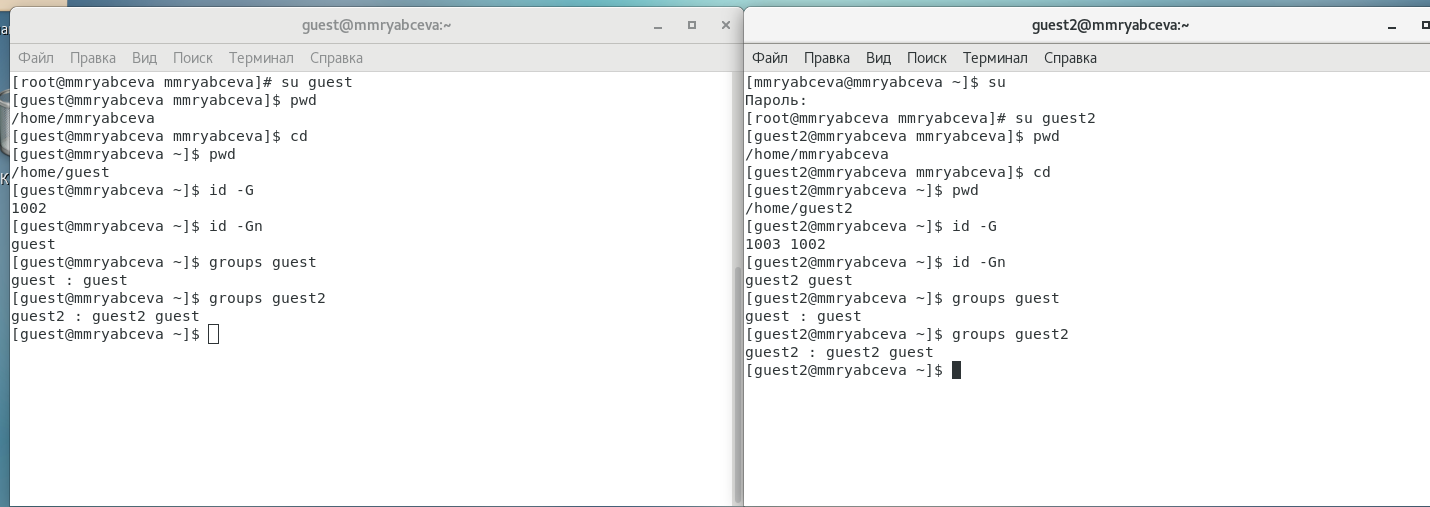 guest@mmryabceva:~
Файл Правка Вид Поиск Терминал Справка
[root@mmryabceva mmryabceva]# su guest
[guest@mmryabceva mmryabceva]$ pwd
/home/mmryabceva
[guest@mmryabceva mmryabceva]$ cd
[guest@mmryabceva ~]$ pwd
/home/guest
[guest@mmryabceva ~]$ id -G
1002
[guest@mmryabceva ~]$ id -Gn
guest
[guest@mmryabceva ~]$ groups guest
guest : guest
[guest@mmryabceva ~]$ groups guest2
guest2 : guest2 guest
[guest@mmryabceva ~]$
guest2@mmryabceva:~
Файл Правка Вид Поиск Терминал Справка
[mmryabceva@mmryabceva ~]$ su
Пароль:
[root@mmryabceva mmryabceva]# su guest2
[guest2@mmryabceva mmryabceva]$ pwd
/home/mmryabceva
[guest2@mmryabceva mmryabceva]$ cd
[guest2@mmryabceva ~]$ pwd
/home/guest2
[guest2@mmryabceva ~]$ id -G
1003 1002
[guest2@mmryabceva ~]$ id -Gn
guest2 guest
[guest2@mmryabceva ~]$ groups guest
guest : guest
[guest2@mmryabceva ~]$ groups guest2
guest2 : guest2 guest
[guest2@mmryabceva ~]$